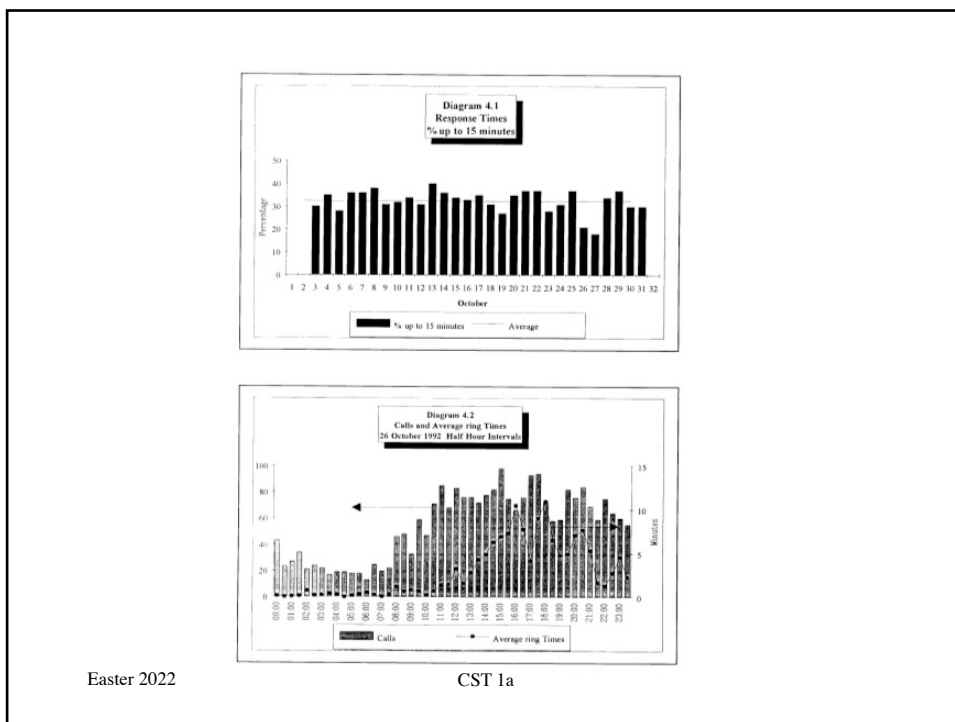 Diagram 4.1
Response Times
% up to 15 minutes
50
40
30
20
10
0
Percentage
1 2 3 4 5 6 7 8 9 10 11 12 13 14 15 16 17 18 19 20 21 22 23 24 25 26 27 28 29 30 31 32
October
% up to 15 minutes Average
Diagram 4.2
Calls and Average ring Times
26 October 1992 Half Hour Intervals
100
80
60
40
20
0
15
10
5
0
Minutes
00:00 01:00 02:00 03:00 04:00 05:00 06:00 07:00 08:00 09:00 10:00 11:00 12:00 13:00 14:00 15:00 16:00 17:00 18:00 19:00 20:00 21:00 22:00 23:00
Calls Average ring Times
Easter 2022 CST 1a